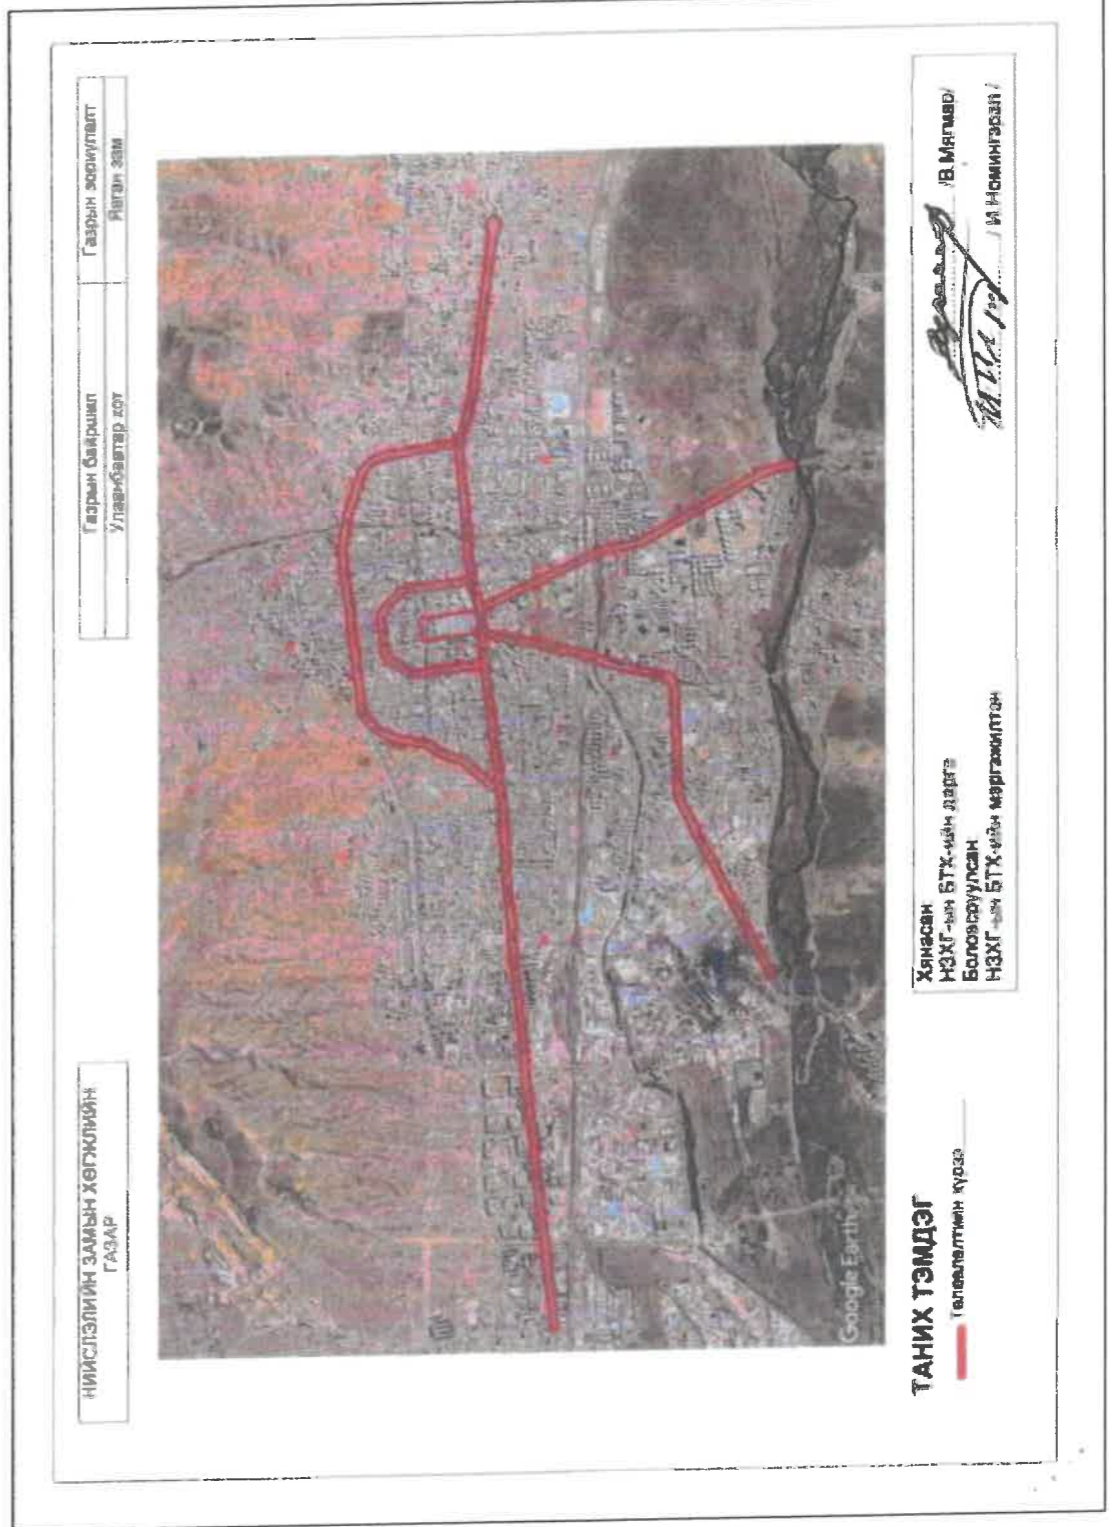 НИЙСЛЭЛИЙН ЗАМЫН ХӨГЖЛИЙН
ГАЗАР
Газрын байршил
Газрын зориулалт
Улаанбаатар хот
Явган зам
Google Earth
ТАНИХ ТЭМДЭГ
Төлөвлөлтийн хүрээ
Хянасан:
НЗХГ-ын БТХ-ийн дарга
/В.Мягмар/
Боловсруулсан:
НЗХГ-ын БТХ-ийн мэргэжилтэн
/И.Номингэрэл/